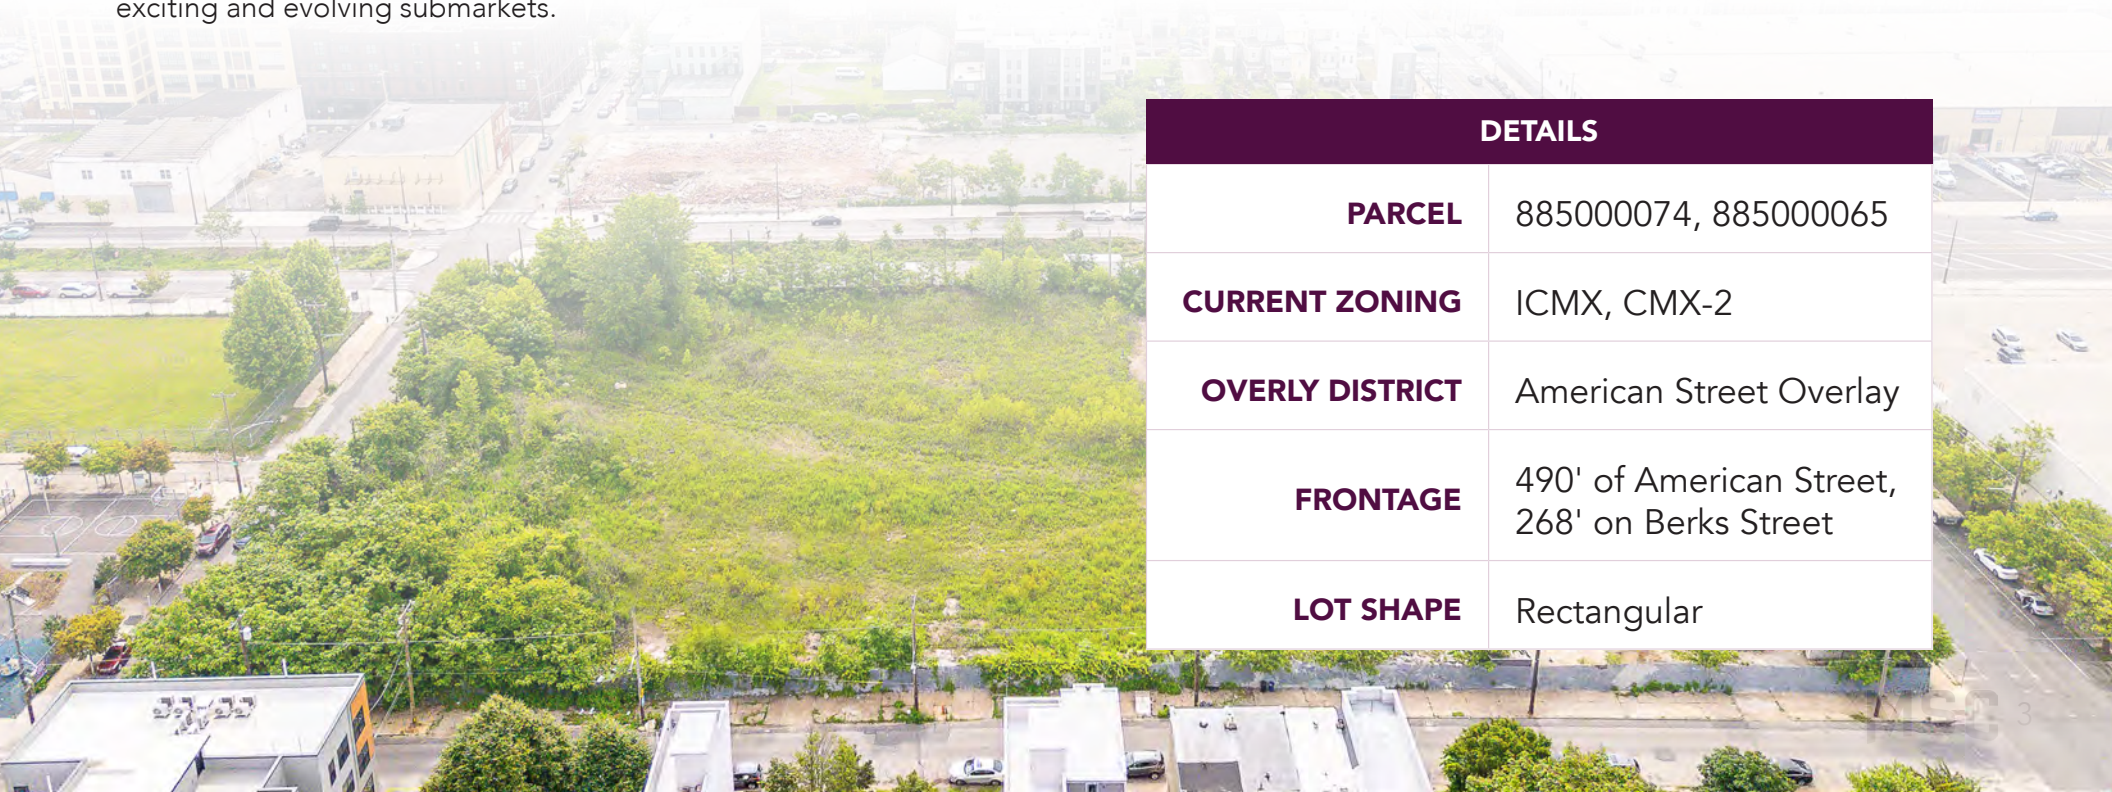 exciting and evolving submarkets.
DETAILS
PARCEL 885000074, 885000065
CURRENT ZONING ICMX, CMX-2
OVERLY DISTRICT American Street Overlay
FRONTAGE 490' of American Street,
268' on Berks Street
LOT SHAPE Rectangular
MSC 3